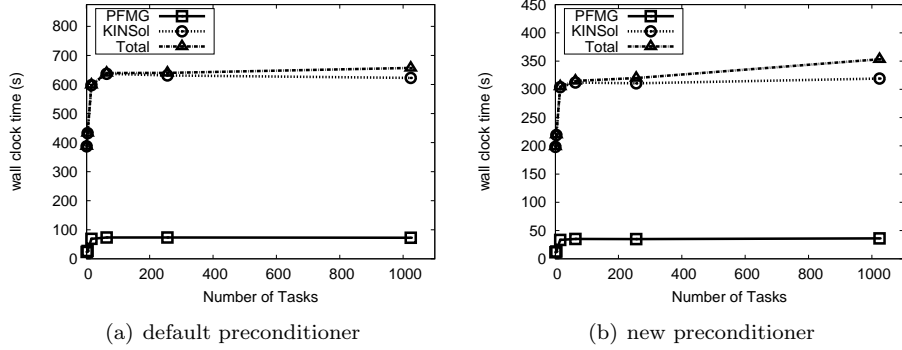 PFMG
KINSol
Total
800
700
600
500
400
300
200
100
0
0 200 400 600 800 1000
wall clock time (s)
Number of Tasks
(a) default preconditioner
PFMG
KINSol
Total
450
400
350
300
250
200
150
100
50
0
0 200 400 600 800 1000
wall clock time (s)
Number of Tasks
(b) new preconditioner